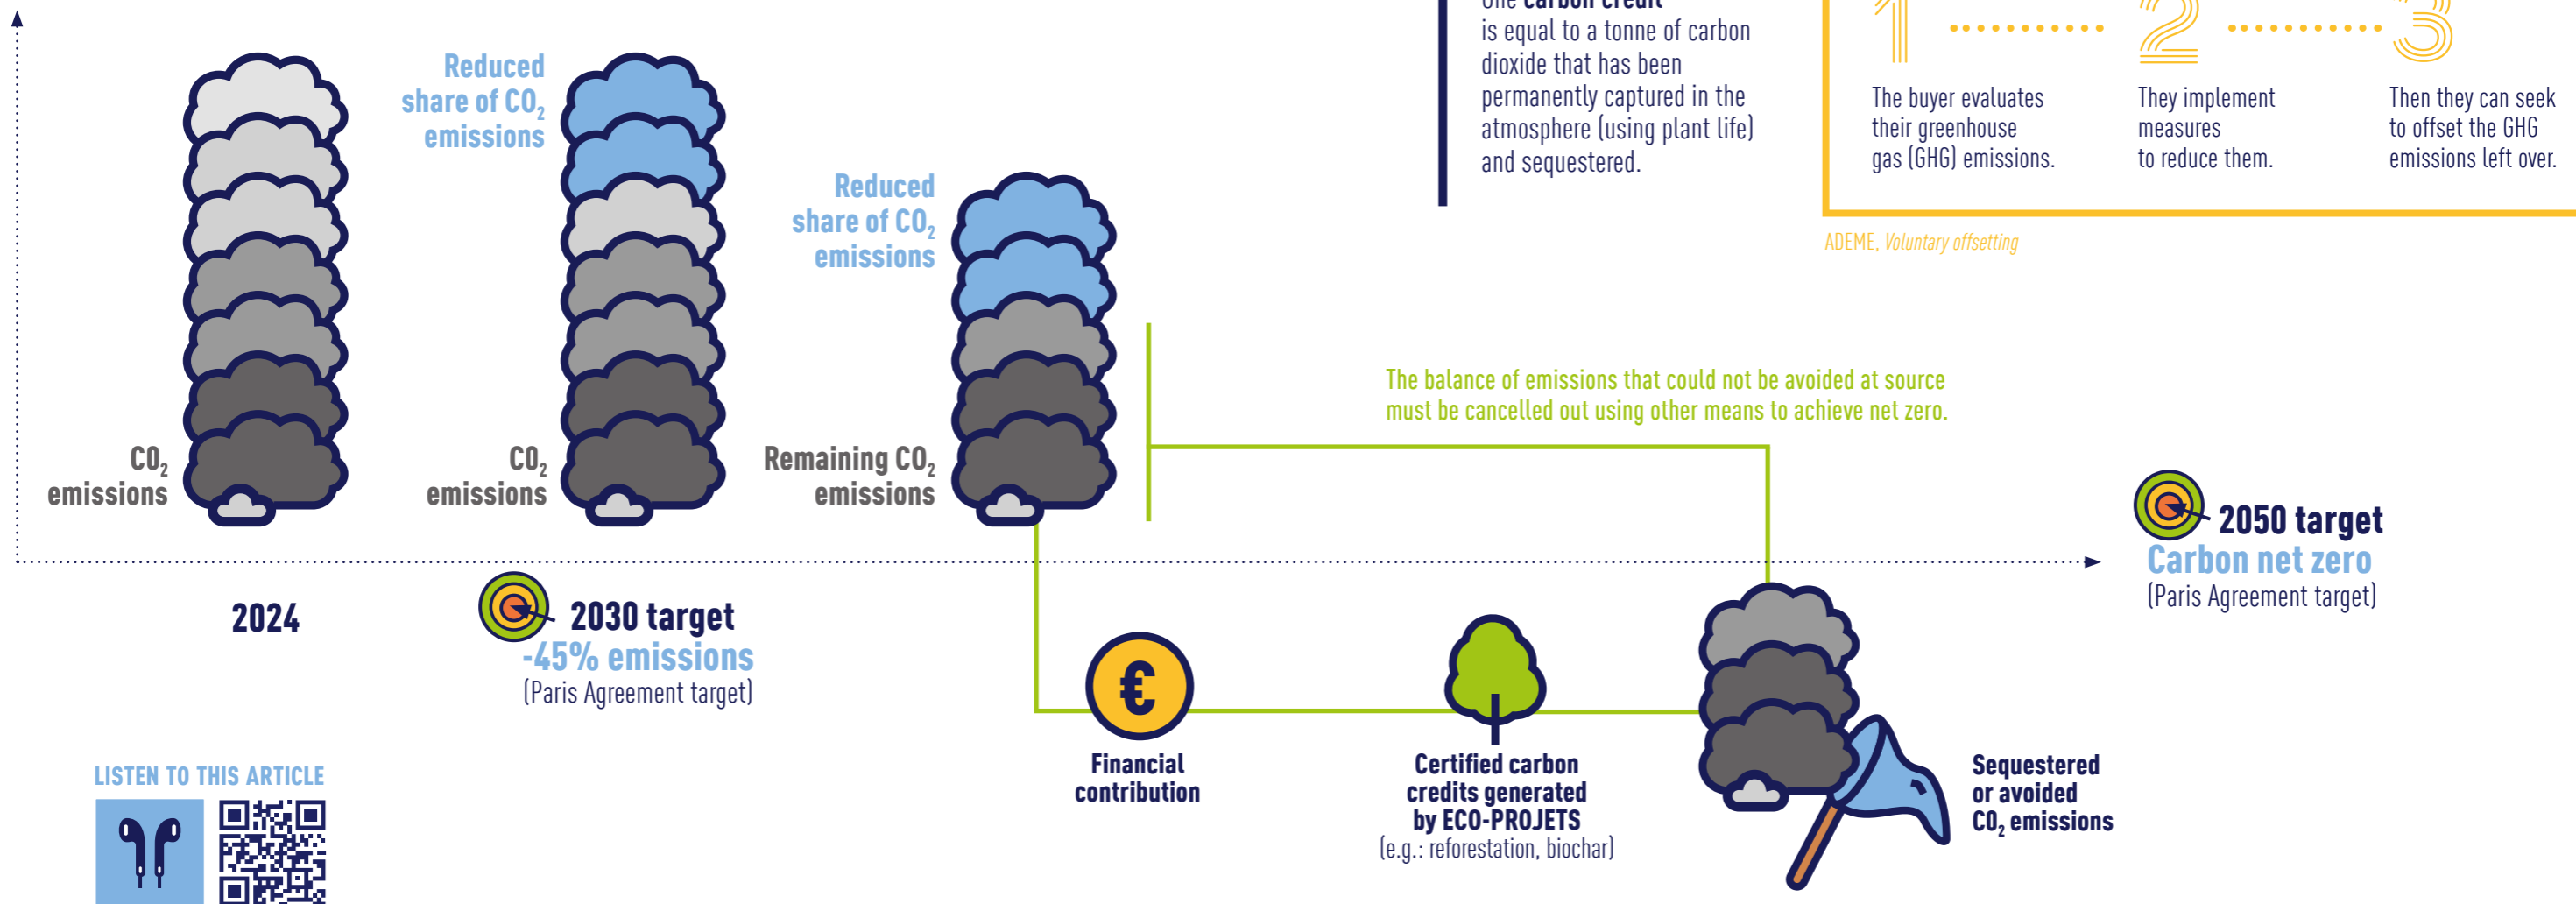 One carbon credit
is equal to a tonne of carbon
dioxide that has been
permanently captured in the
atmosphere (using plant life)
and sequestered.
1
2
3
The buyer evaluates
their greenhouse
gas (GHG) emissions.
They implement
measures
to reduce them.
Then they can seek
to offset the GHG
emissions left over.
ADEME, Voluntary offsetting
Reduced
share of CO₂
emissions
Reduced
share of CO₂
emissions
CO₂
emissions
CO₂
emissions
Remaining CO₂
emissions
The balance of emissions that could not be avoided at source
must be cancelled out using other means to achieve net zero.
2024
2030 target
-45% emissions
(Paris Agreement target)
2050 target
Carbon net zero
(Paris Agreement target)
€
Financial
contribution
Certified carbon
credits generated
by ECO-PROJETS
(e.g.: reforestation, biochar)
Sequestered
or avoided
CO₂ emissions
LISTEN TO THIS ARTICLE